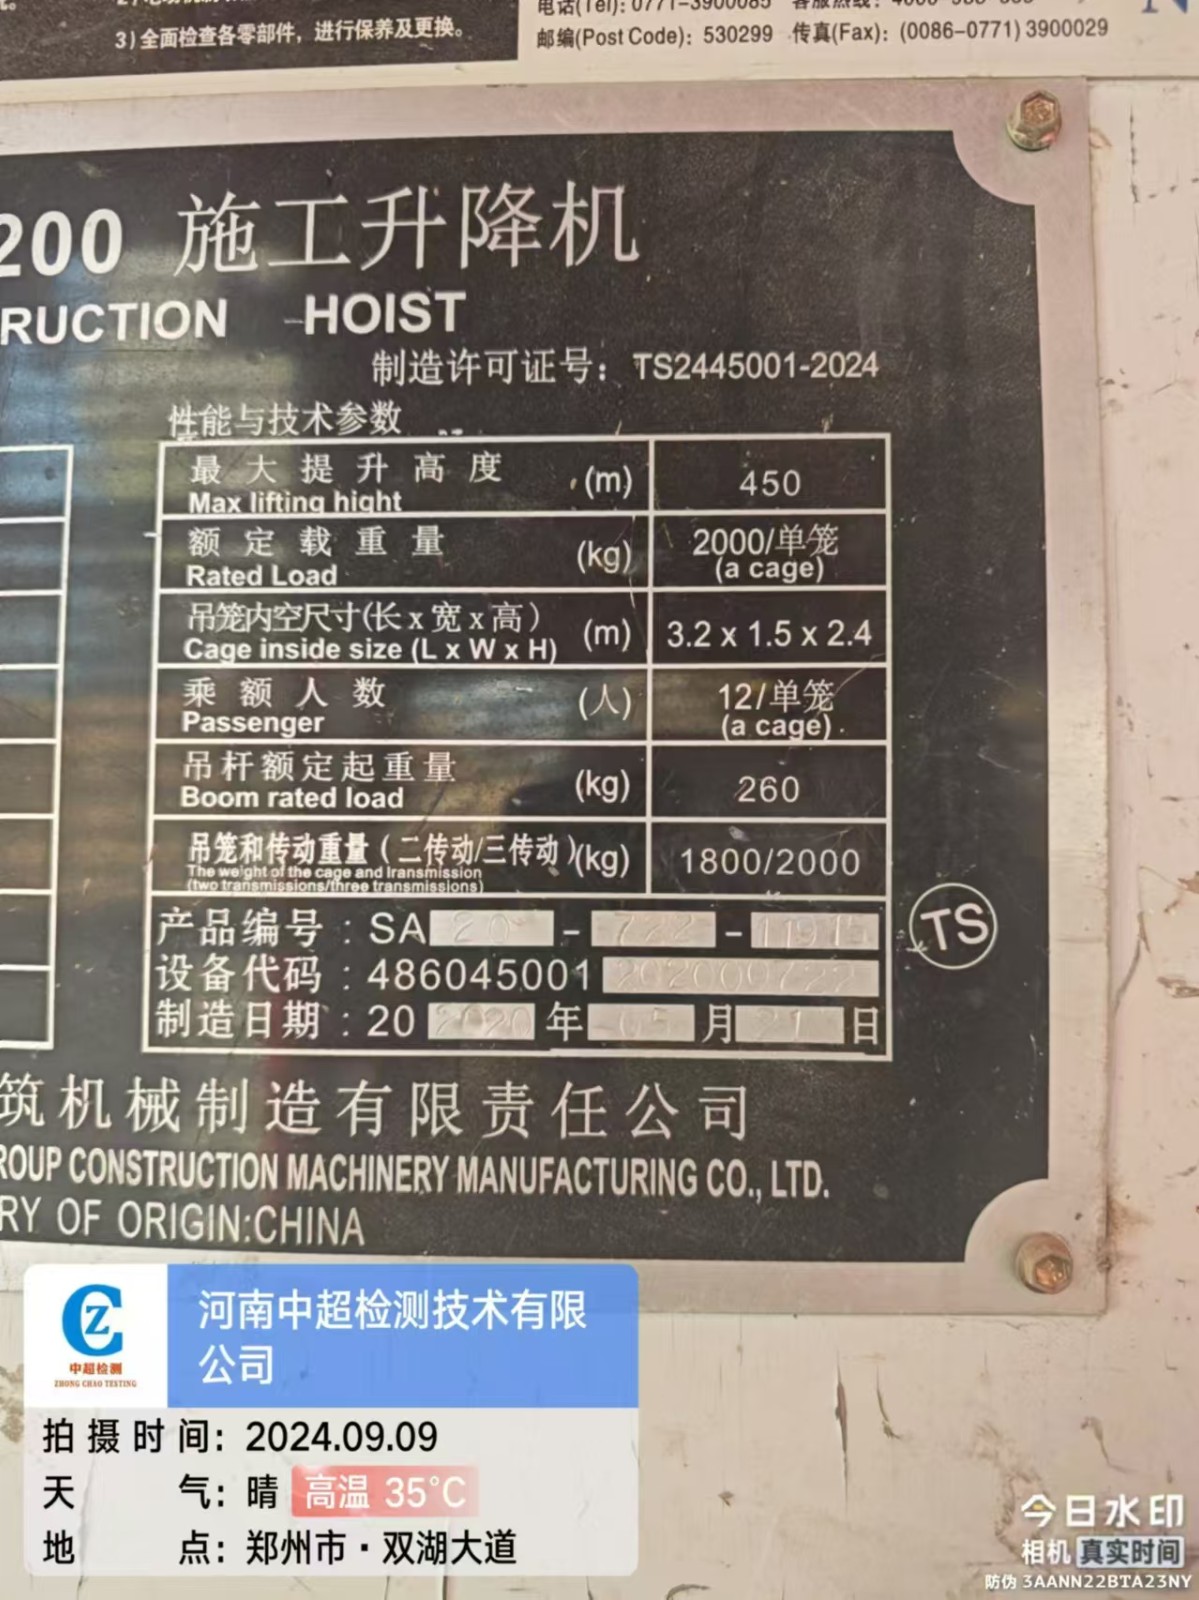 3）全面检查各零部件，进行保养及更换。
邮编(Post Code)：530299 传真(Fax)：(0086-0771) 3900029
200 施工升降机
RUCTION HOIST
制造许可证号：TS2445001-2024
性能与技术参数
最大提升高度 (m) 450
Max lifting hight
额定载重量 (kg) 2000/单笼
Rated Load (a cage)
吊笼内空尺寸(长x宽x高) (m) 3.2 x 1.5 x 2.4
Cage inside size (L x W x H)
乘额人数 (人) 12/单笼
Passenger (a cage)
吊杆额定起重量 (kg) 260
Boom rated load
吊笼和传动重量（二传动/三传动）(kg) 1800/2000
The weight of the cage and Iransmission
(two transmissions/three transmissions)
产品编号：SA 20 - 722 -
TS
设备代码：486045001
制造日期：20 2020 年 05 月 21 日
筑机械制造有限责任公司
ROUP CONSTRUCTION MACHINERY MANUFACTURING CO., LTD.
RY OF ORIGIN:CHINA
河南中超检测技术有限
公司
中超检测
ZHONG CHAO TESTING
拍摄时间：2024.09.09
天气：晴 高温 35°C
地点：郑州市·双湖大道
今日水印
相机 真实时间
防伪 3AANN22BTA23NY